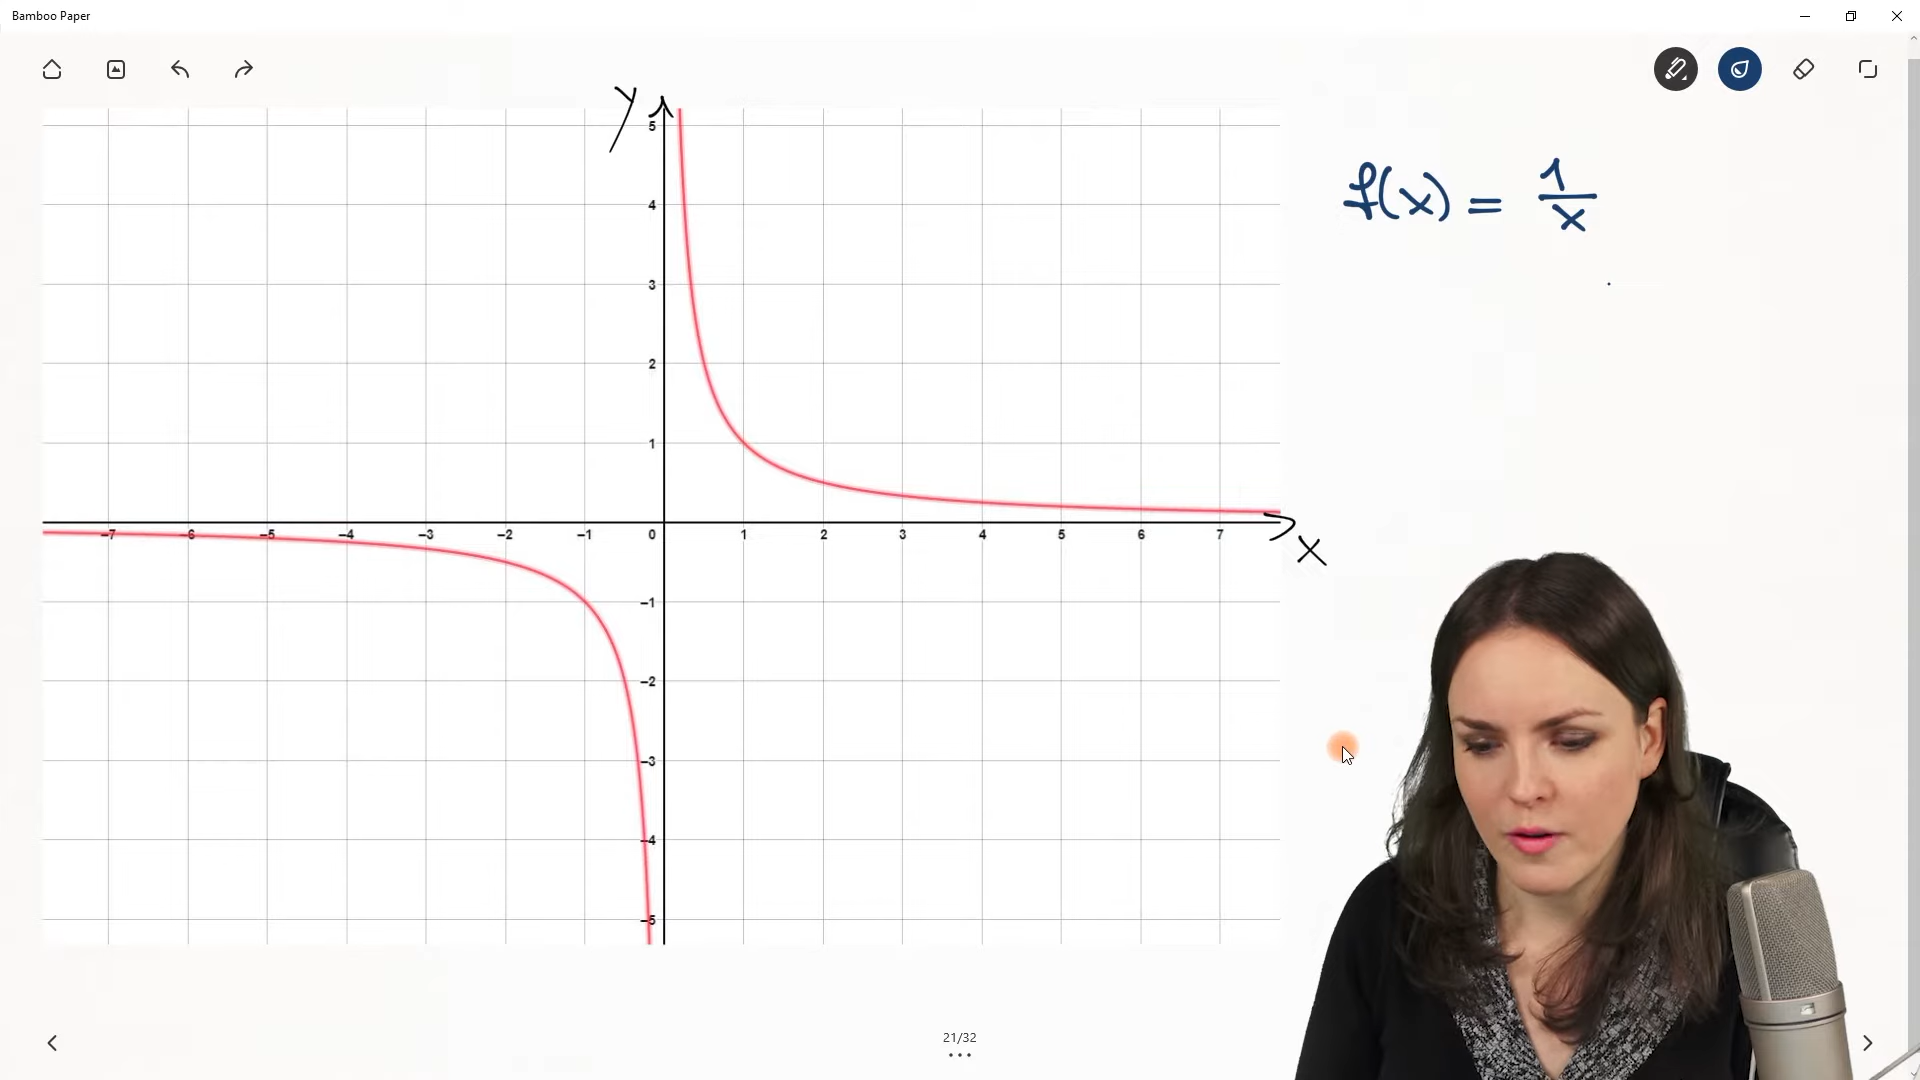 Bamboo Paper
y
5
4
3
2
1
-7 -6 -5 -4 -3 -2 -1 0 1 2 3 4 5 6 7
x
-1
-2
-3
-4
-5
f(x) = 1/x
21/32